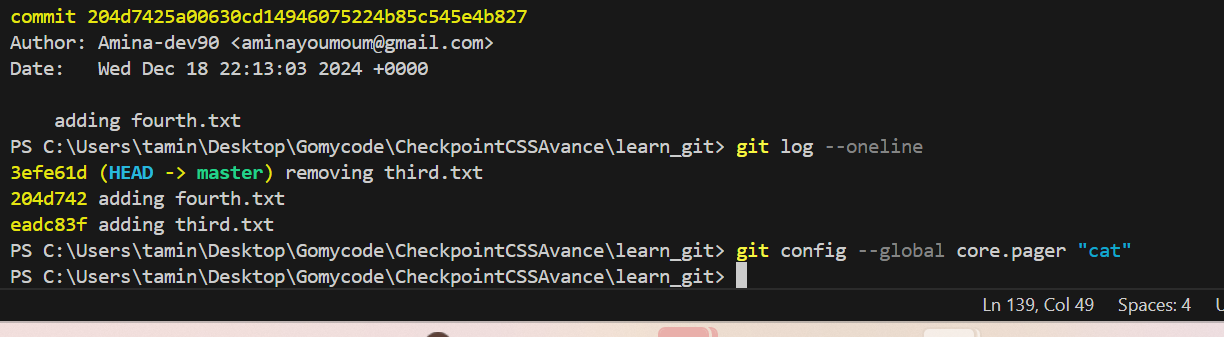 commit 204d7425a00630cd14946075224b85c545e4b827
Author: Amina-dev90 <aminayoumoum@gmail.com>
Date:   Wed Dec 18 22:13:03 2024 +0000
    adding fourth.txt
PS C:\Users\tamin\Desktop\Gomycode\CheckpointCSSAvance\learn_git> git log --oneline
3efe61d (HEAD -> master) removing third.txt
204d742 adding fourth.txt
eadc83f adding third.txt
PS C:\Users\tamin\Desktop\Gomycode\CheckpointCSSAvance\learn_git> git config --global core.pager "cat"
PS C:\Users\tamin\Desktop\Gomycode\CheckpointCSSAvance\learn_git>
Ln 139, Col 49 Spaces: 4